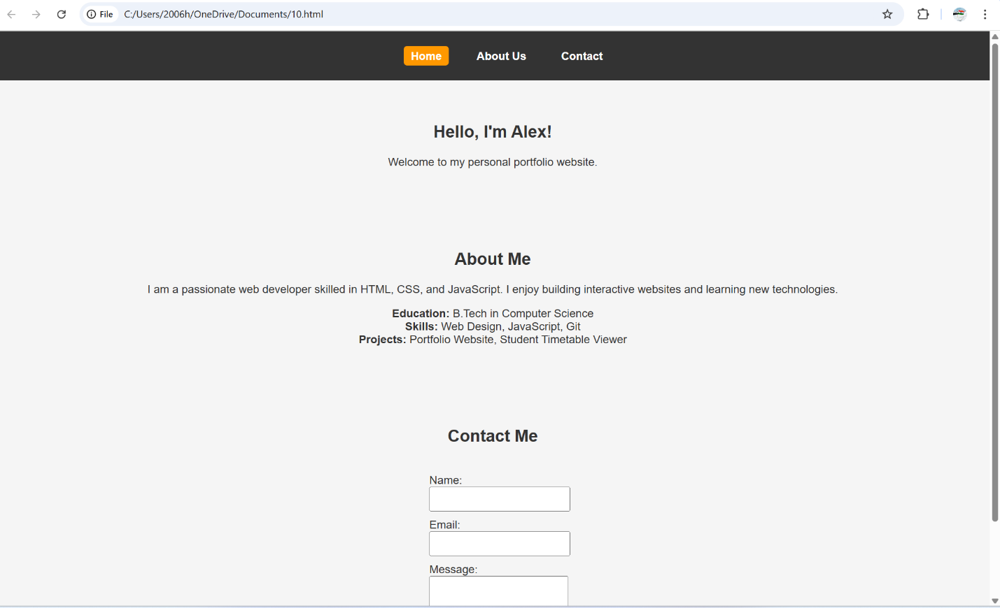 File C:/Users/2006h/OneDrive/Documents/10.html
Home About Us Contact
Hello, I'm Alex!
Welcome to my personal portfolio website.
About Me
I am a passionate web developer skilled in HTML, CSS, and JavaScript. I enjoy building interactive websites and learning new technologies.
Education: B.Tech in Computer Science
Skills: Web Design, JavaScript, Git
Projects: Portfolio Website, Student Timetable Viewer
Contact Me
Name:
Email:
Message: